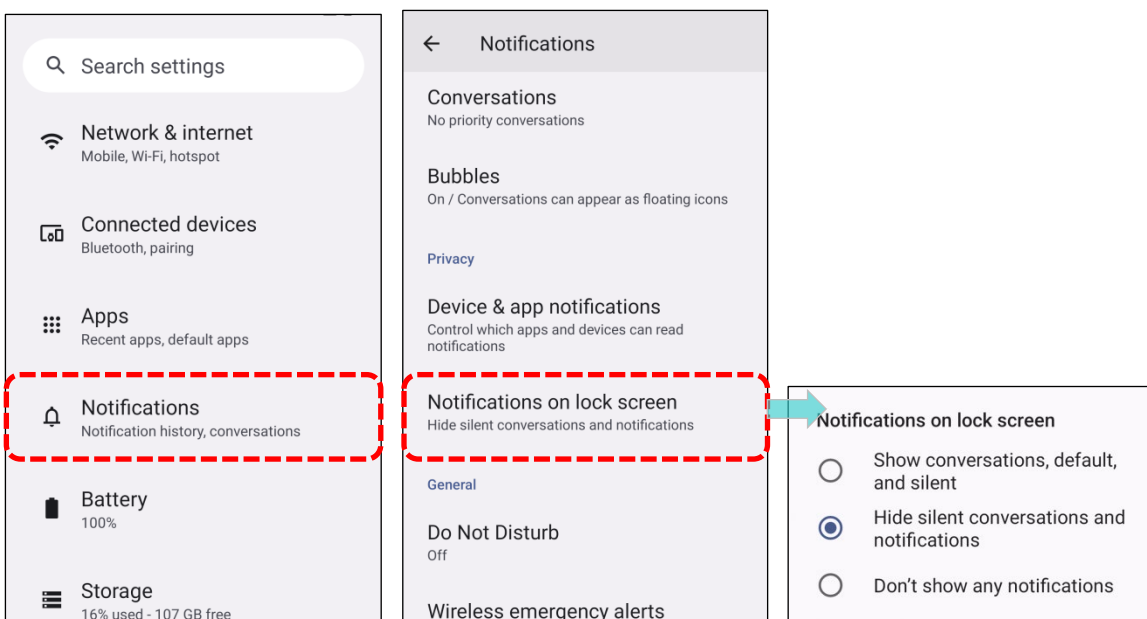 Search settings
Network & internet
Mobile, Wi-Fi, hotspot
Connected devices
Bluetooth, pairing
Apps
Recent apps, default apps
Notifications
Notification history, conversations
Battery
100%
Storage
16% used - 107 GB free
Notifications
Conversations
No priority conversations
Bubbles
On / Conversations can appear as floating icons
Privacy
Device & app notifications
Control which apps and devices can read
notifications
Notifications on lock screen
Hide silent conversations and notifications
General
Do Not Disturb
Off
Wireless emergency alerts
Notifications on lock screen
Show conversations, default,
and silent
Hide silent conversations and
notifications
Don't show any notifications